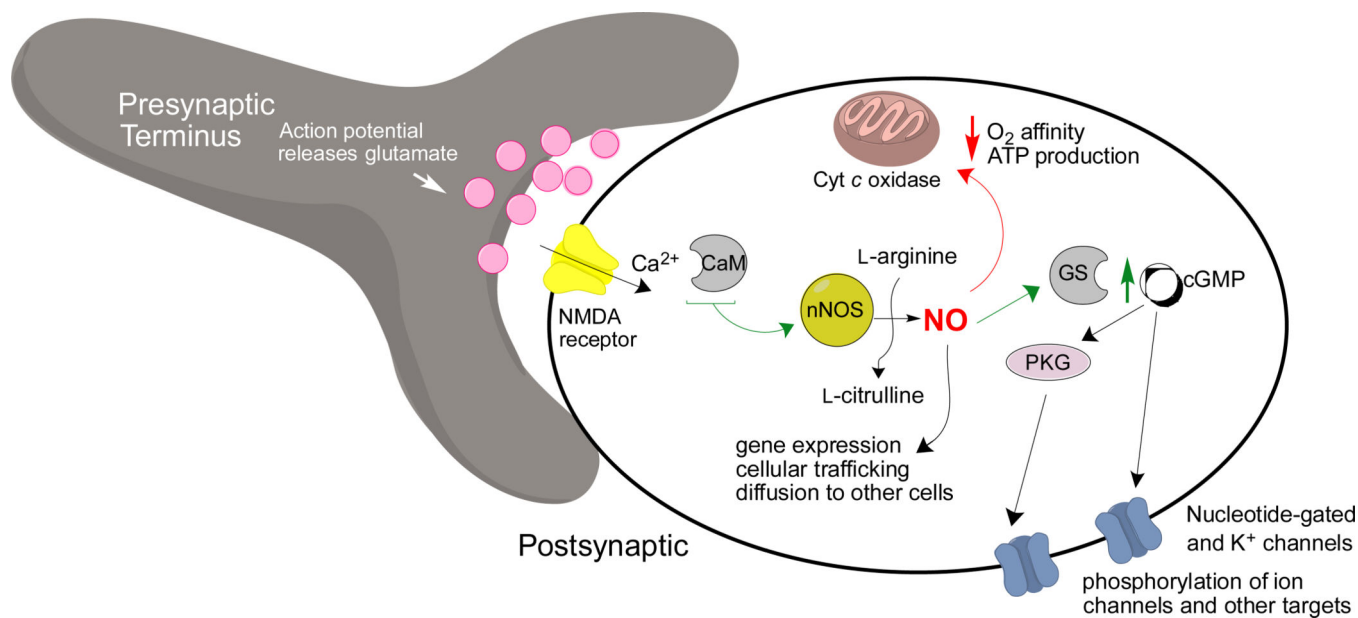 Presynaptic
Terminus
Action potential
releases glutamate
O₂ affinity
ATP production
Cyt c oxidase
Ca²⁺
CaM
L-arginine
GS
cGMP
nNOS
NO
NMDA
receptor
PKG
L-citrulline
gene expression
cellular trafficking
diffusion to other cells
Postsynaptic
Nucleotide-gated
and K⁺ channels
phosphorylation of ion
channels and other targets